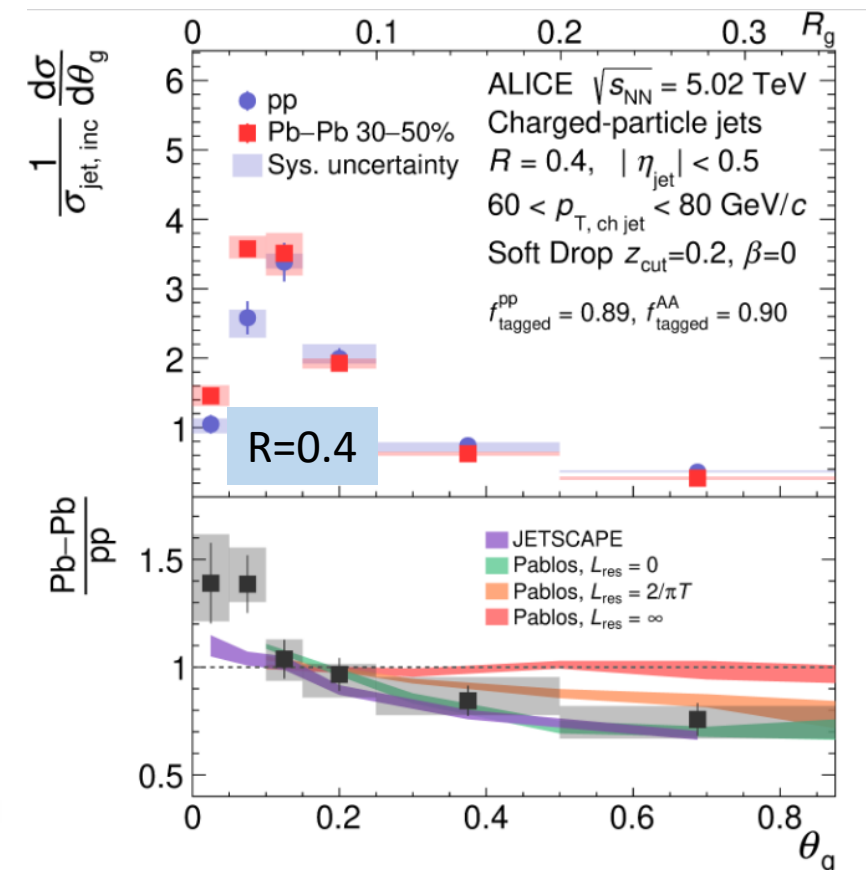 0 0.1 0.2 0.3 R_g
1/σ_jet, inc dσ/dθ_g
6
5
4
3
2
1
pp
Pb–Pb 30–50%
Sys. uncertainty
ALICE √s_NN = 5.02 TeV
Charged-particle jets
R = 0.4, | η_jet| < 0.5
60 < p_T, ch jet < 80 GeV/c
Soft Drop z_cut=0.2, β=0
f^pp_tagged = 0.89, f^AA_tagged = 0.90
R=0.4
Pb–Pb/pp
1.5
1
0.5
JETSCAPE
Pablos, L_res = 0
Pablos, L_res = 2/πT
Pablos, L_res = ∞
0 0.2 0.4 0.6 0.8
θ_g